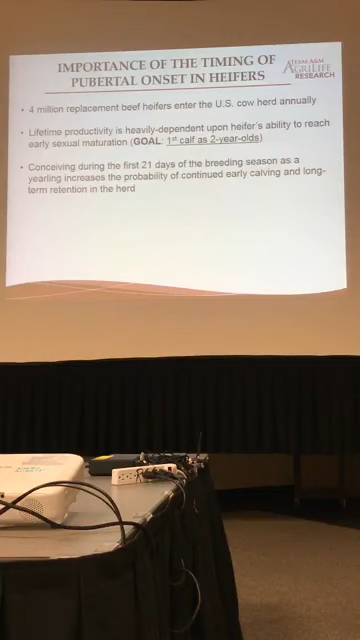 IMPORTANCE OF THE TIMING OF
PUBERTAL ONSET IN HEIFERS
TEXAS A&M
AGRILIFE
RESEARCH
• 4 million replacement beef heifers enter the U.S. cow herd annually
• Lifetime productivity is heavily-dependent upon heifer's ability to reach
early sexual maturation (GOAL: 1st calf as 2-year-olds)
• Conceiving during the first 21 days of the breeding season as a
yearling increases the probability of continued early calving and long-
term retention in the herd